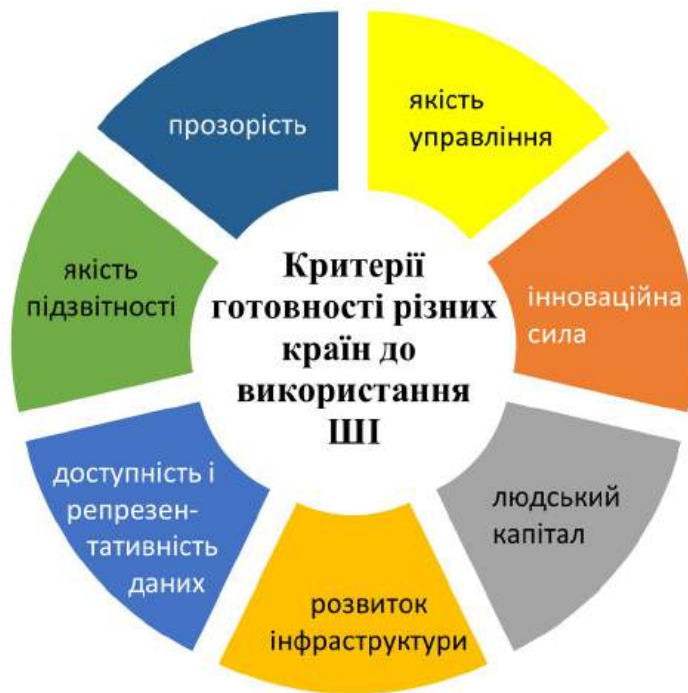 Критерії
готовності різних
країн до
використання
ШІ
якість
управління
інноваційна
сила
людський
капітал
розвиток
інфраструктури
доступність і
репрезен-
тативність
даних
якість
підзвітності
прозорість